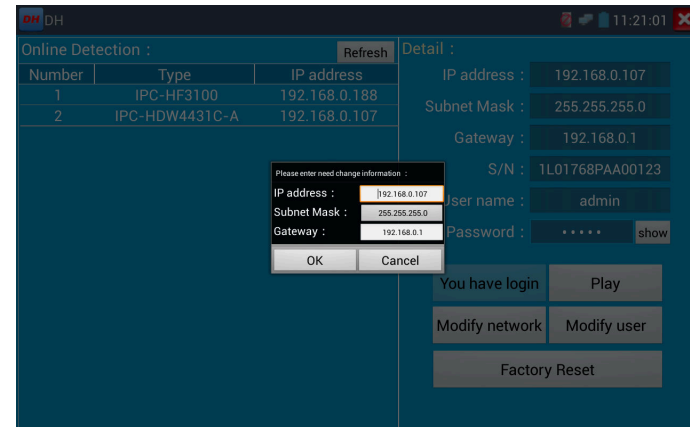 DH DH 11:21:01
Online Detection :
Refresh
Number Type IP address
1 IPC-HF3100 192.168.0.188
2 IPC-HDW4431C-A 192.168.0.107
Detail :
IP address : 192.168.0.107
Subnet Mask : 255.255.255.0
Gateway : 192.168.0.1
S/N : 1L01768PAA00123
User name : admin
Password : ••••• show
You have login Play
Modify network Modify user
Factory Reset
Please enter need change information :
IP address : 192.168.0.107
Subnet Mask : 255.255.255.0
Gateway : 192.168.0.1
OK Cancel